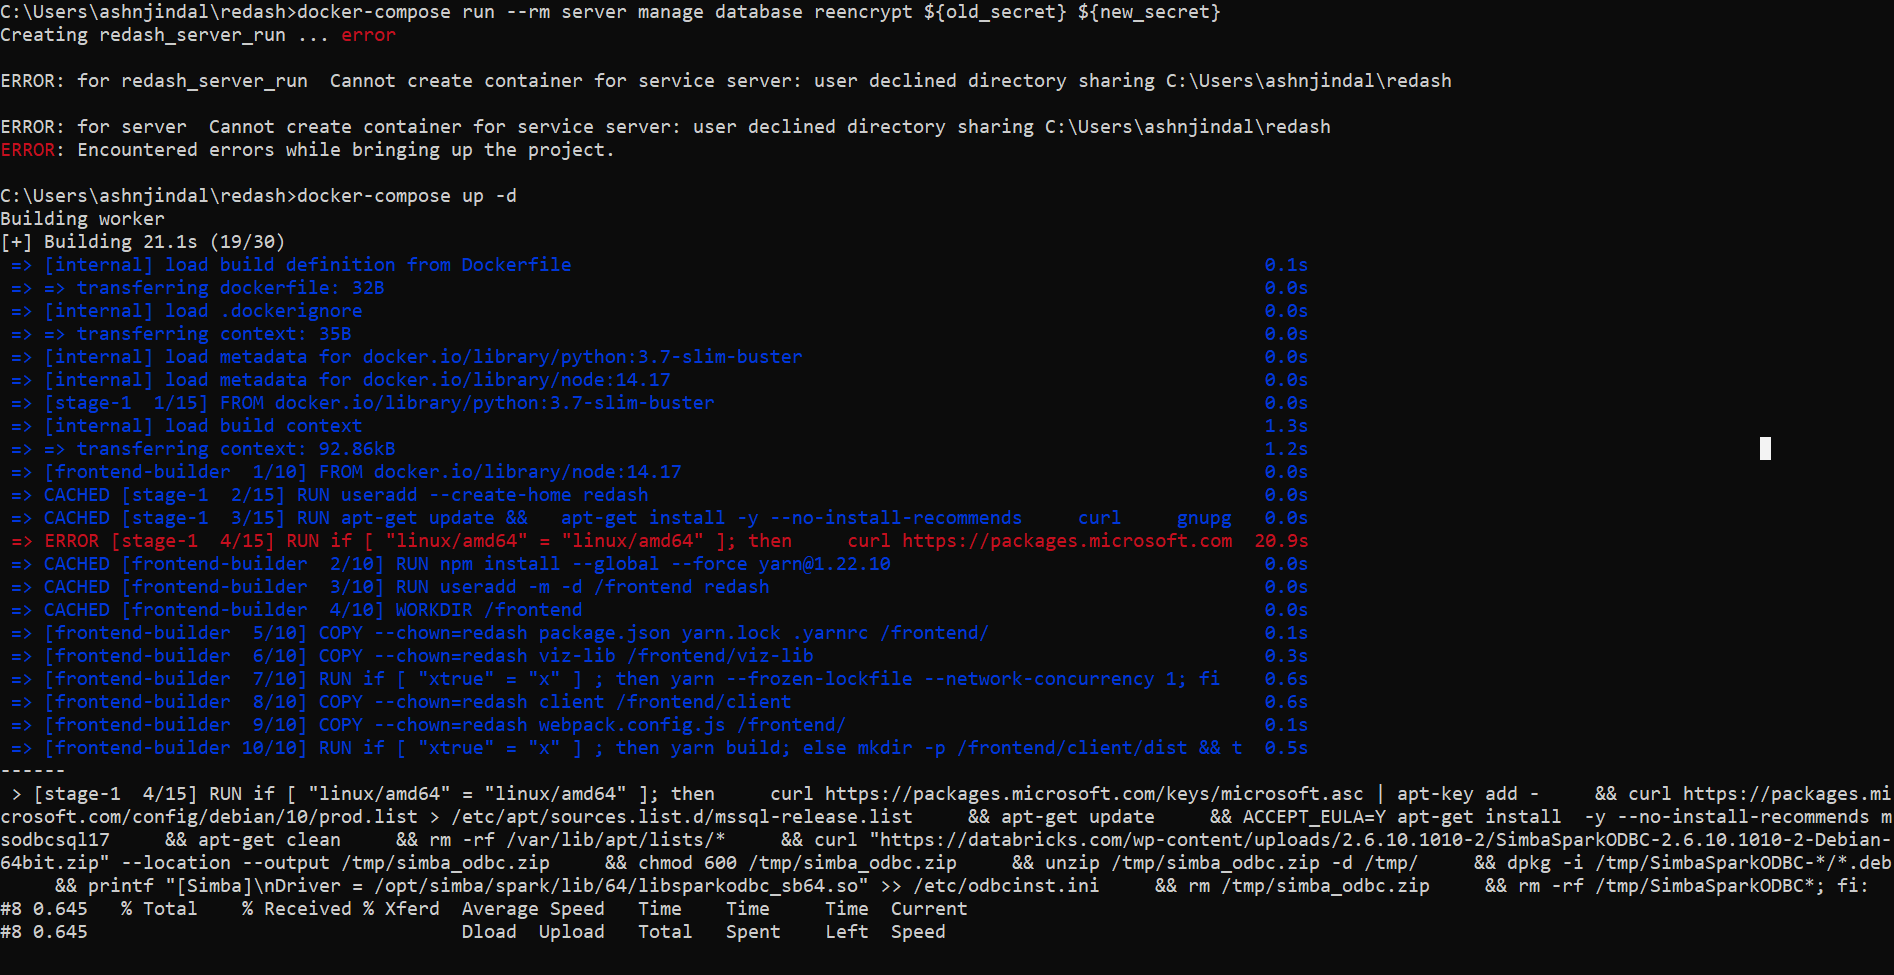 C:\Users\ashnjindal\redash>docker-compose run --rm server manage database reencrypt ${old_secret} ${new_secret}
Creating redash_server_run ... error
ERROR: for redash_server_run  Cannot create container for service server: user declined directory sharing C:\Users\ashnjindal\redash
ERROR: for server  Cannot create container for service server: user declined directory sharing C:\Users\ashnjindal\redash
ERROR: Encountered errors while bringing up the project.
C:\Users\ashnjindal\redash>docker-compose up -d
Building worker
[+] Building 21.1s (19/30)
 => [internal] load build definition from Dockerfile 0.1s
 => => transferring dockerfile: 32B 0.0s
 => [internal] load .dockerignore 0.0s
 => => transferring context: 35B 0.0s
 => [internal] load metadata for docker.io/library/python:3.7-slim-buster 0.0s
 => [internal] load metadata for docker.io/library/node:14.17 0.0s
 => [stage-1  1/15] FROM docker.io/library/python:3.7-slim-buster 0.0s
 => [internal] load build context 1.3s
 => => transferring context: 92.86kB 1.2s
 => [frontend-builder  1/10] FROM docker.io/library/node:14.17 0.0s
 => CACHED [stage-1  2/15] RUN useradd --create-home redash 0.0s
 => CACHED [stage-1  3/15] RUN apt-get update &&   apt-get install -y --no-install-recommends     curl     gnupg 0.0s
 => ERROR [stage-1  4/15] RUN if [ "linux/amd64" = "linux/amd64" ]; then     curl https://packages.microsoft.com 20.9s
 => CACHED [frontend-builder  2/10] RUN npm install --global --force yarn@1.22.10 0.0s
 => CACHED [frontend-builder  3/10] RUN useradd -m -d /frontend redash 0.0s
 => CACHED [frontend-builder  4/10] WORKDIR /frontend 0.0s
 => [frontend-builder  5/10] COPY --chown=redash package.json yarn.lock .yarnrc /frontend/ 0.1s
 => [frontend-builder  6/10] COPY --chown=redash viz-lib /frontend/viz-lib 0.3s
 => [frontend-builder  7/10] RUN if [ "xtrue" = "x" ] ; then yarn --frozen-lockfile --network-concurrency 1; fi 0.6s
 => [frontend-builder  8/10] COPY --chown=redash client /frontend/client 0.6s
 => [frontend-builder  9/10] COPY --chown=redash webpack.config.js /frontend/ 0.1s
 => [frontend-builder 10/10] RUN if [ "xtrue" = "x" ] ; then yarn build; else mkdir -p /frontend/client/dist && t 0.5s
------
 > [stage-1  4/15] RUN if [ "linux/amd64" = "linux/amd64" ]; then     curl https://packages.microsoft.com/keys/microsoft.asc | apt-key add -     && curl https://packages.mi
crosoft.com/config/debian/10/prod.list > /etc/apt/sources.list.d/mssql-release.list     && apt-get update     && ACCEPT_EULA=Y apt-get install  -y --no-install-recommends m
sodbcsql17     && apt-get clean     && rm -rf /var/lib/apt/lists/*     && curl "https://databricks.com/wp-content/uploads/2.6.10.1010-2/SimbaSparkODBC-2.6.10.1010-2-Debian-
64bit.zip" --location --output /tmp/simba_odbc.zip     && chmod 600 /tmp/simba_odbc.zip     && unzip /tmp/simba_odbc.zip -d /tmp/     && dpkg -i /tmp/SimbaSparkODBC-*/*.deb
     && printf "[Simba]\nDriver = /opt/simba/spark/lib/64/libsparkodbc_sb64.so" >> /etc/odbcinst.ini     && rm /tmp/simba_odbc.zip     && rm -rf /tmp/SimbaSparkODBC*; fi:
#8 0.645   % Total    % Received % Xferd  Average Speed   Time    Time     Time  Current
#8 0.645                                  Dload  Upload   Total   Spent    Left  Speed